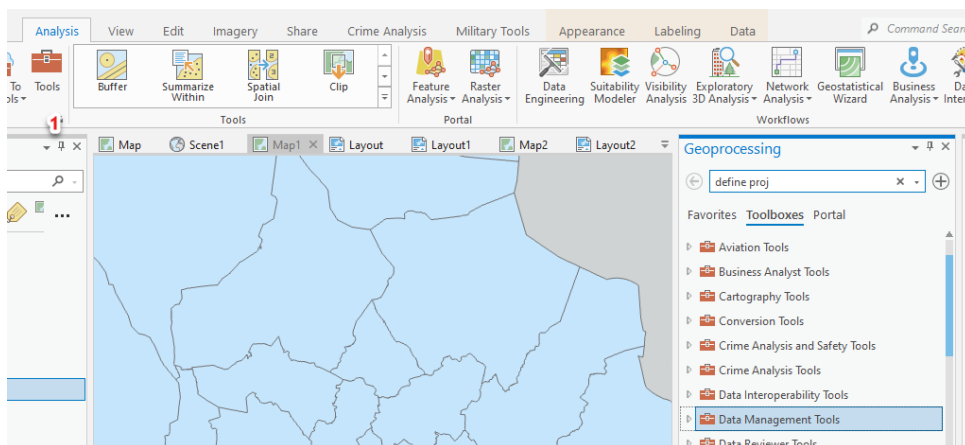 Analysis View Edit Imagery Share Crime Analysis Military Tools Appearance Labeling Data Command Sear
To Tools Buffer Summarize Within Spatial Join Clip Feature Analysis Raster Analysis Data Engineering Suitability Modeler Visibility Analysis Exploratory 3D Analysis Network Analysis Geostatistical Wizard Business Analysis
Tools Portal Workflows
1
Map Scene1 Map1 Layout Layout1 Map2 Layout2
Geoprocessing
define proj
Favorites Toolboxes Portal
Aviation Tools
Business Analyst Tools
Cartography Tools
Conversion Tools
Crime Analysis and Safety Tools
Crime Analysis Tools
Data Interoperability Tools
Data Management Tools
Data Reviewer Tools